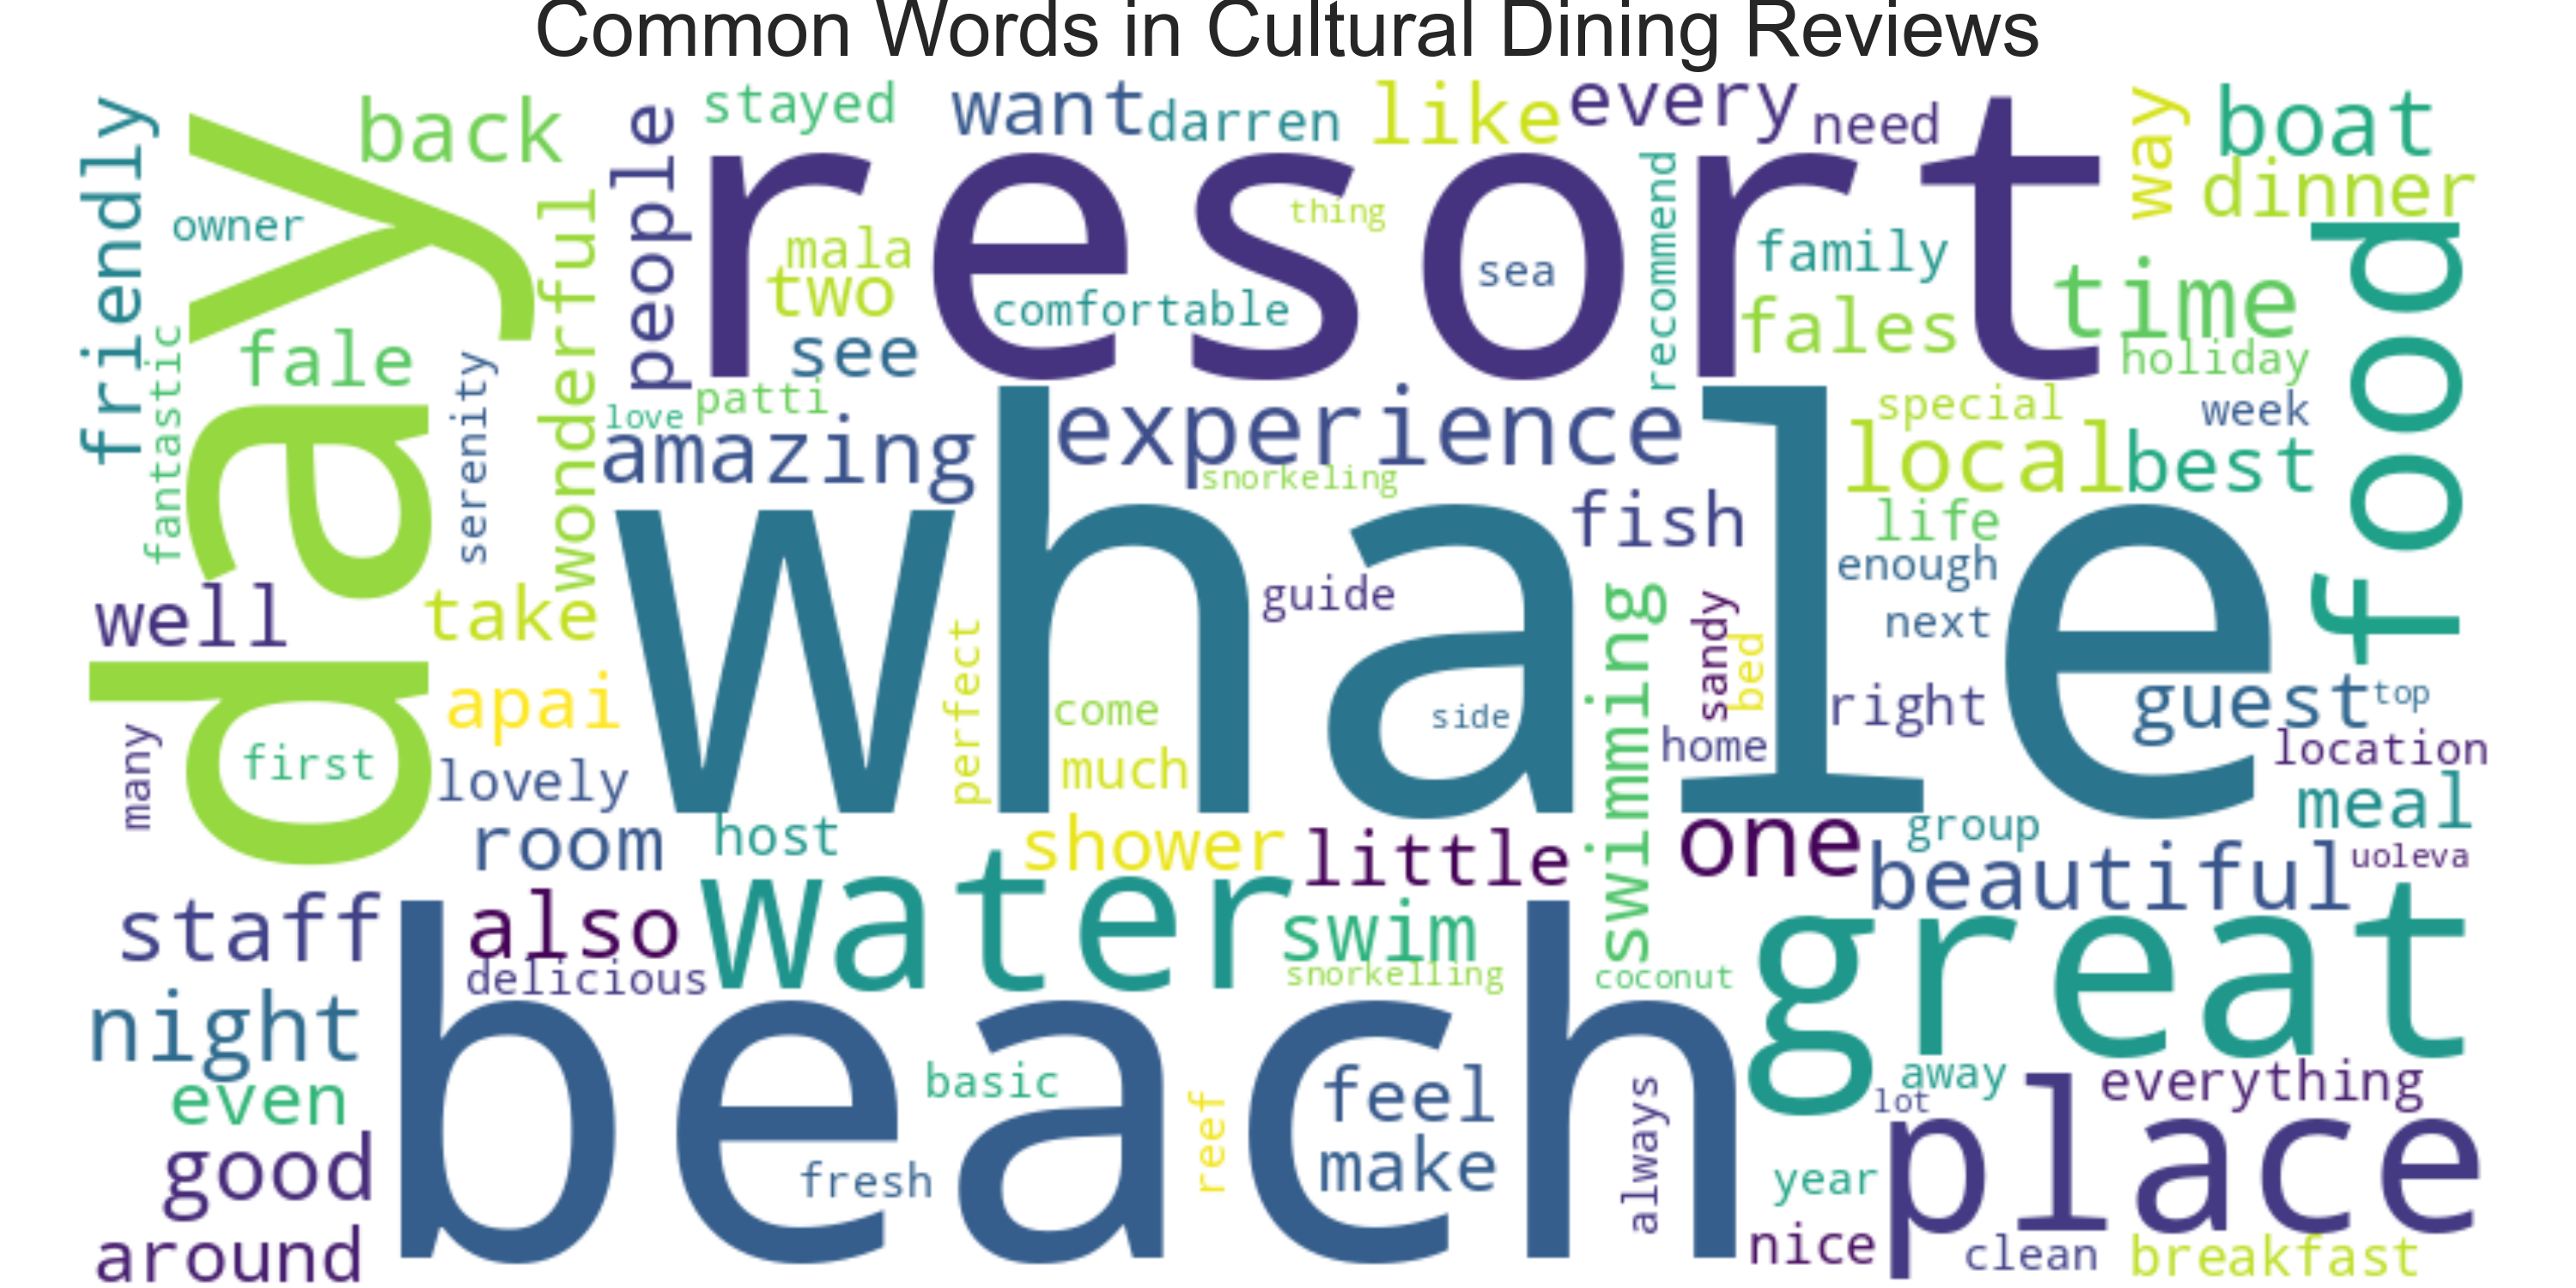 Common Words in Cultural Dining Reviews
friendly
day
back
owner
fantastic
fale
serenity
wonderful
people
stayed
want
darren
like
every
need
way
boat
dinner
resort
thing
mala
two
sea
comfortable
see
recommend
family
fales
time
holiday
food
love
patti
amazing
experience
snorkeling
special
week
local
best
whale
fish
life
enough
next
guide
well
take
apai
perfect
come
much
side
swimming
sandy
bed
home
right
guest
top
location
meal
many
first
lovely
room
host
shower
little
one
group
beautiful
uoleva
staff
also
delicious
water
swim
snorkelling
coconut
great
night
even
good
around
beach
basic
fresh
reef
feel
make
always
away
lot
everything
place
year
nice
clean
breakfast